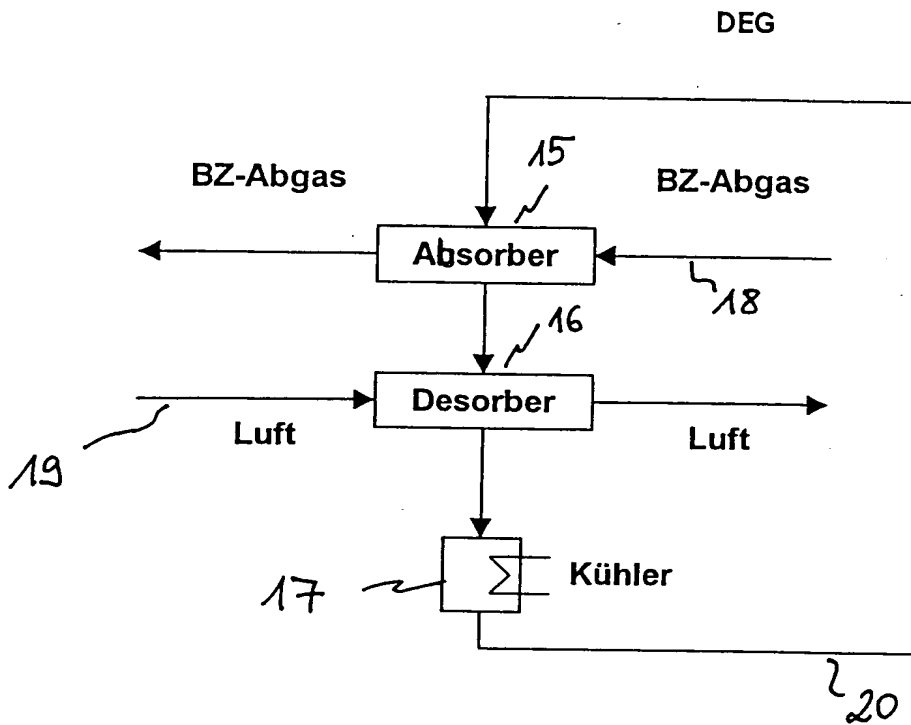 DEG
15
BZ-Abgas BZ-Abgas
Absorber
18
16
Desorber
Luft Luft
19
17 Kühler
20